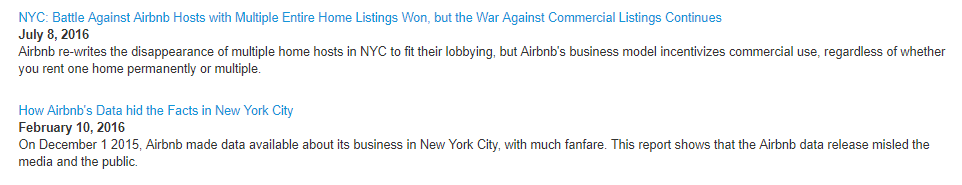 NYC: Battle Against Airbnb Hosts with Multiple Entire Home Listings Won, but the War Against Commercial Listings Continues
July 8, 2016
Airbnb re-writes the disappearance of multiple home hosts in NYC to fit their lobbying, but Airbnb's business model incentivizes commercial use, regardless of whether
you rent one home permanently or multiple.
How Airbnb's Data hid the Facts in New York City
February 10, 2016
On December 1 2015, Airbnb made data available about its business in New York City, with much fanfare. This report shows that the Airbnb data release misled the
media and the public.